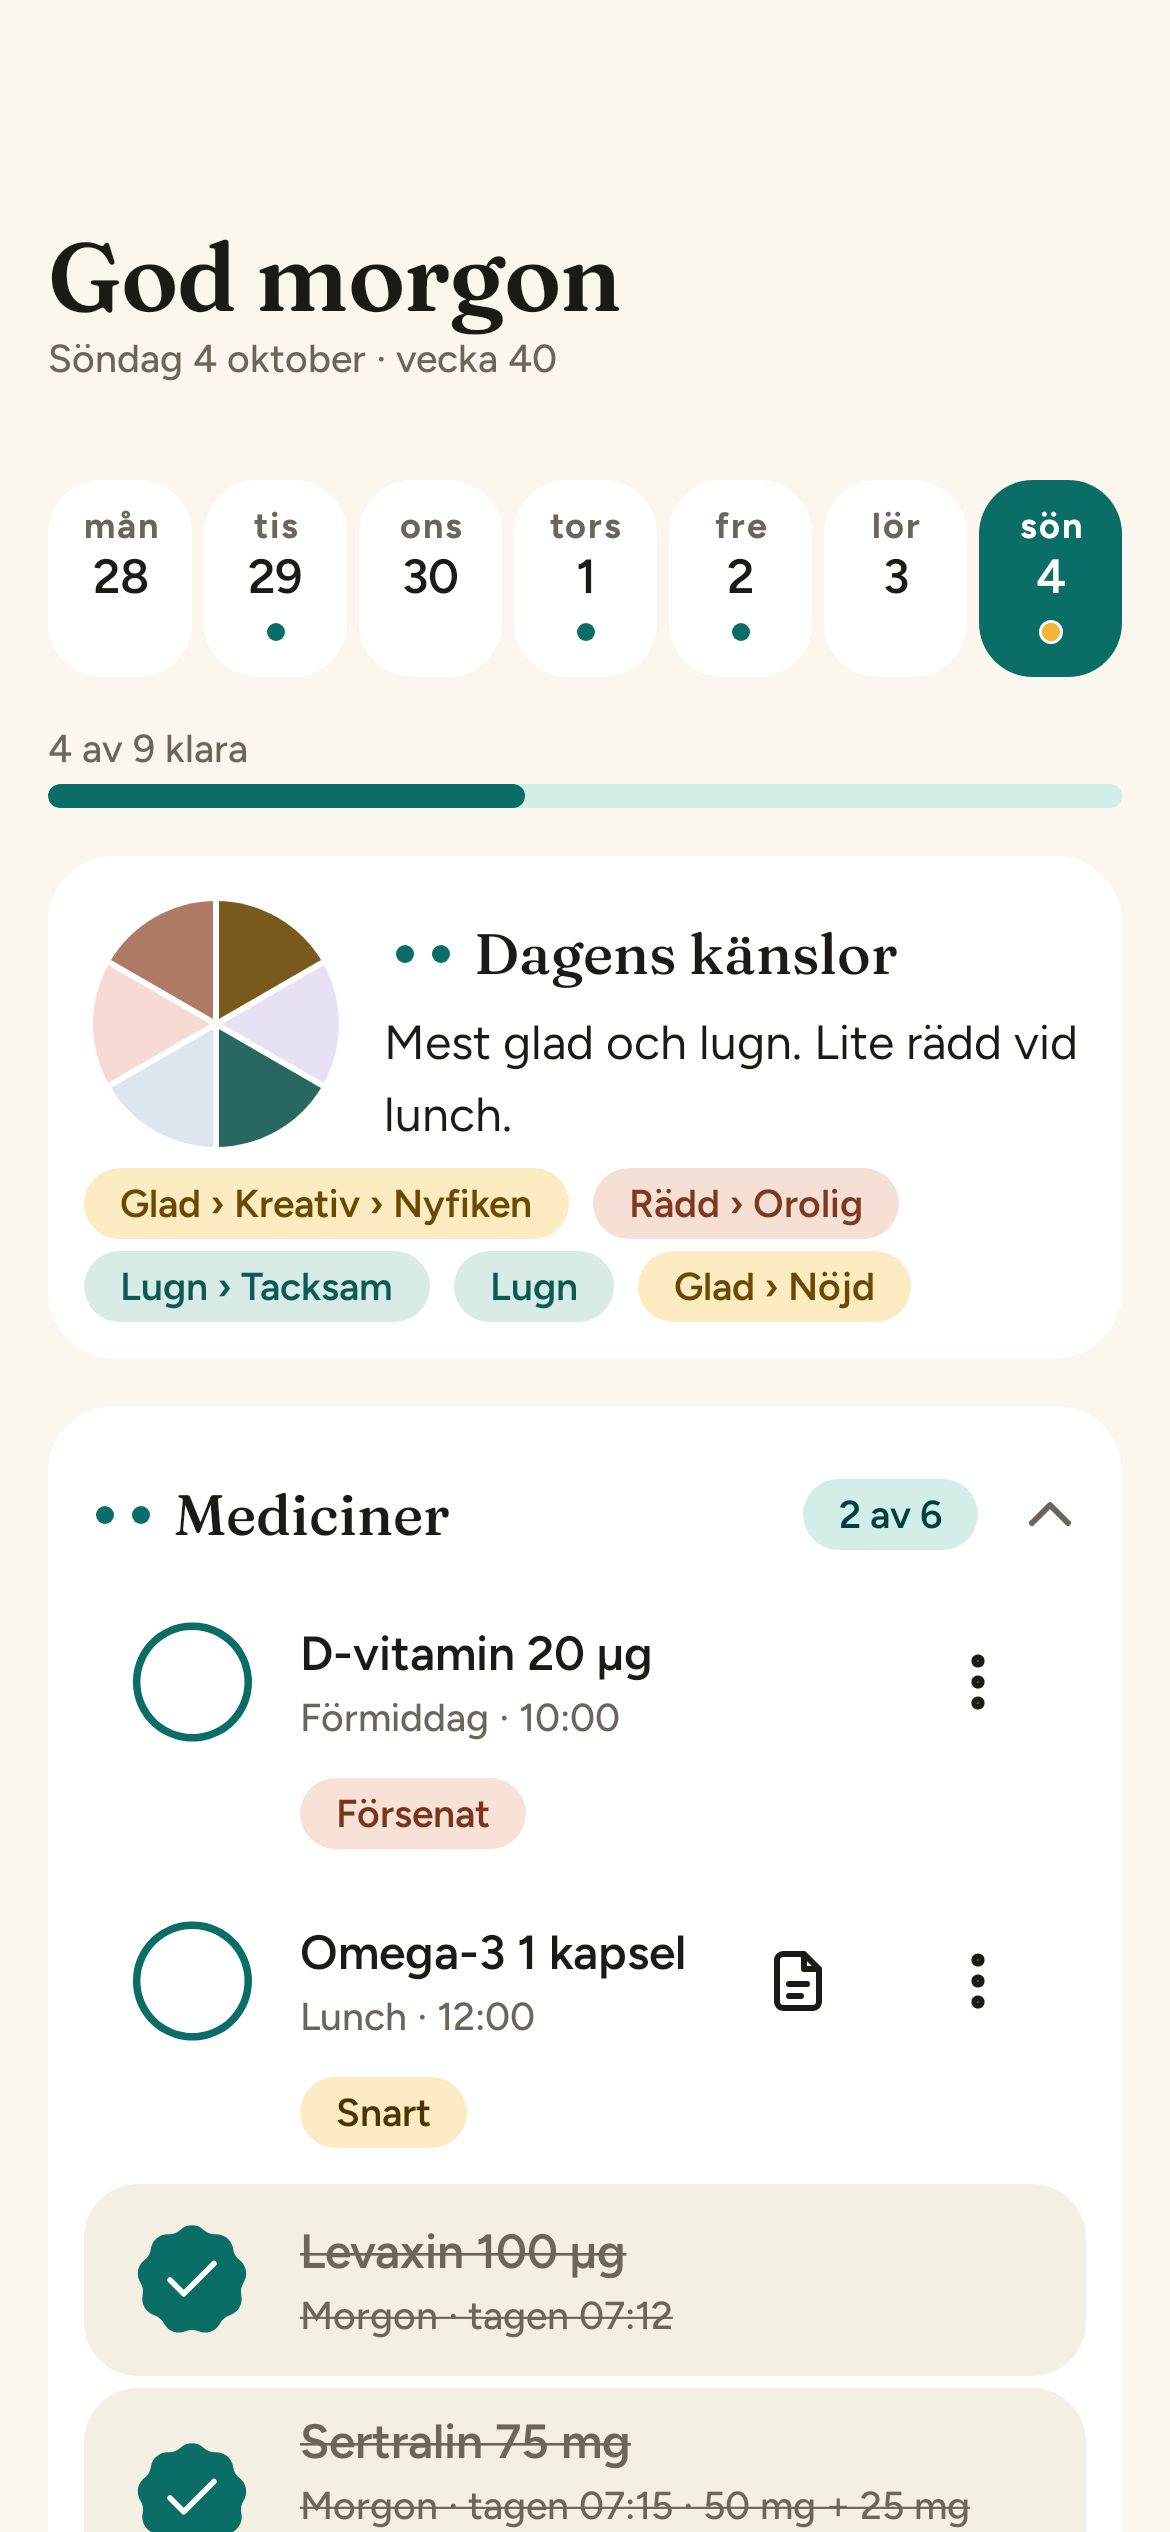 God morgon
Söndag 4 oktober · vecka 40
mån tis ons tors fre lör sön
28 29 30 1 2 3 4
4 av 9 klara
Dagens känslor
Mest glad och lugn. Lite rädd vid
lunch.
Glad › Kreativ › Nyfiken Rädd › Orolig
Lugn › Tacksam Lugn Glad › Nöjd
Mediciner 2 av 6
D-vitamin 20 µg
Förmiddag · 10:00
Försenat
Omega-3 1 kapsel
Lunch · 12:00
Snart
Levaxin 100 µg
Morgon · tagen 07:12
Sertralin 75 mg
Morgon · tagen 07:15 · 50 mg + 25 mg